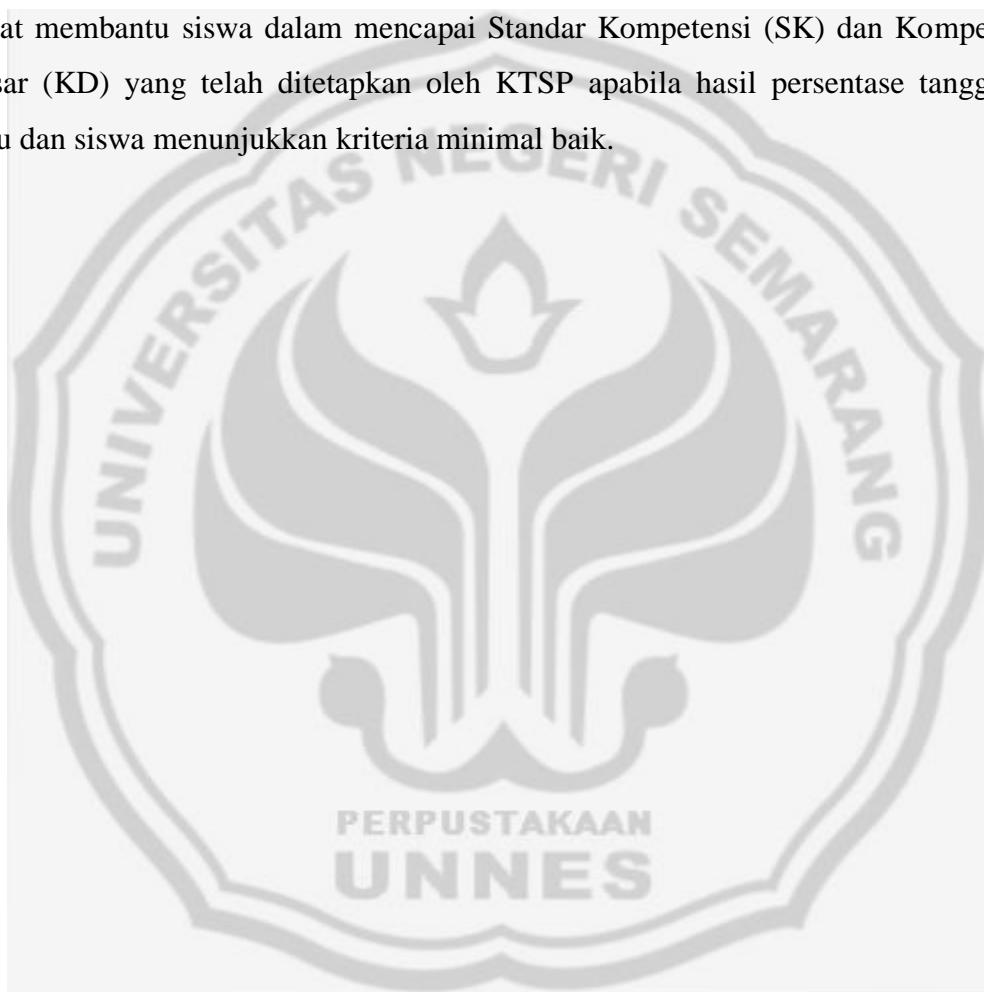 at membantu siswa dalam mencapai Standar Kompetensi (SK) dan Kompe
sar (KD) yang telah ditetapkan oleh KTSP apabila hasil persentase tangg
u dan siswa menunjukkan kriteria minimal baik.
UNIVERSITAS NEGERI SEMARANG
PERPUSTAKAAN
UNNES